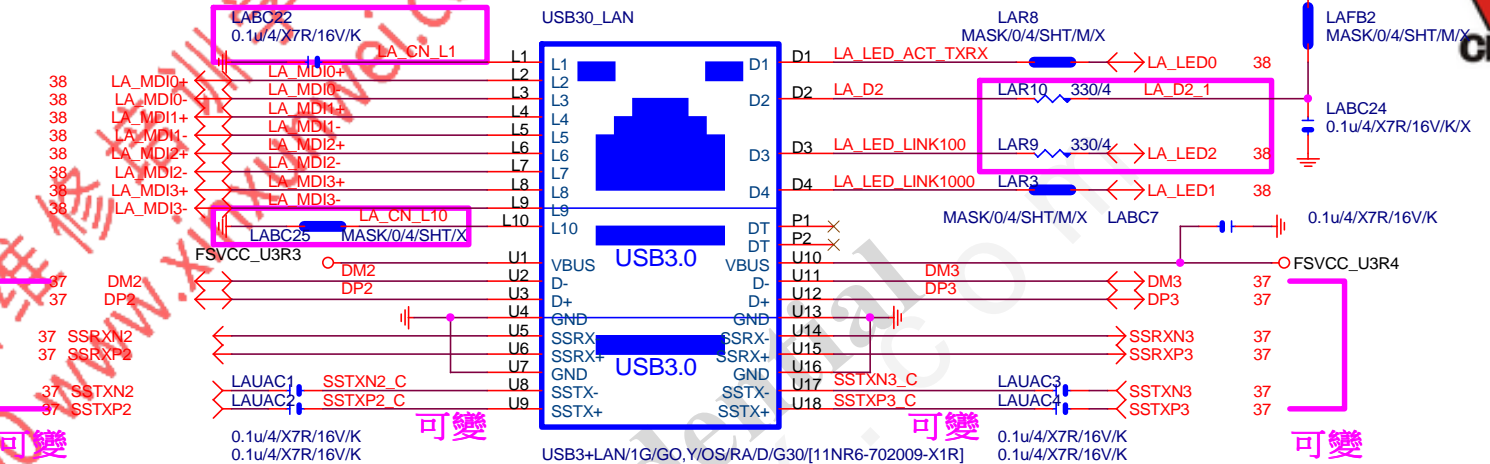 LABC22
0.1u/4/X7R/16V/K
USB30_LAN
LAR8
MASK/0/4/SHT/M/X
LAFB2
MASK/0/4/SHT/M/X
LA_CN_L1 L1 L1 D1 D1 LA_LED_ACT_TXRX LA_LED0 38
38 LA_MDI0+ LA_MDI0+ L2 L2
38 LA_MDI0- LA_MDI0- L3 L3 D2 D2 LA_D2 LAR10 330/4 LA_D2_1
38 LA_MDI1+ LA_MDI1+ L4 L4
LABC24
0.1u/4/X7R/16V/K/X
38 LA_MDI1- LA_MDI1- L5 L5
38 LA_MDI2+ LA_MDI2+ L6 L6 D3 D3 LA_LED_LINK100 LAR9 330/4 LA_LED2 38
38 LA_MDI2- LA_MDI2- L7 L7
38 LA_MDI3+ LA_MDI3+ L8 L8 D4 D4 LA_LED_LINK1000 LAR3 LA_LED1 38
38 LA_MDI3- LA_MDI3- L9 L9
MASK/0/4/SHT/M/X
LABC7 0.1u/4/X7R/16V/K
LA_CN_L10 L10 L10 DT P1
LABC25 MASK/0/4/SHT/X
DT P2
FSVCC_U3R3 U1 VBUS USB3.0 VBUS U10 FSVCC_U3R4
37 DM2 DM2 U2 D- D- U11 DM3 DM3 37
37 DP2 DP2 U3 D+ D+ U12 DP3 DP3 37
U4 GND GND U13
37 SSRXN2 U5 SSRX- SSRX- U14 SSRXN3 37
37 SSRXP2 U6 SSRX+ SSRX+ U15 SSRXP3 37
U7 GND USB3.0 GND U16
37 SSTXN2 LAUAC1 SSTXN2_C U8 SSTX- SSTX- U17 SSTXN3_C LAUAC3 SSTXN3 37
37 SSTXP2 LAUAC2 SSTXP2_C U9 SSTX+ SSTX+ U18 SSTXP3_C LAUAC4 SSTXP3 37
可變 可變 可變 可變
0.1u/4/X7R/16V/K
0.1u/4/X7R/16V/K
0.1u/4/X7R/16V/K
0.1u/4/X7R/16V/K
USB3+LAN/1G/GO,Y/OS/RA/D/G30/[11NR6-702009-X1R]